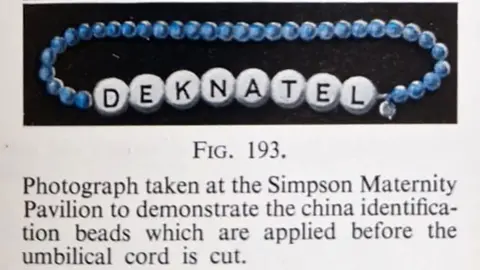 DEKNATEL
FIG. 193.
Photograph taken at the Simpson Maternity
Pavilion to demonstrate the china identifica-
tion beads which are applied before the
umbilical cord is cut.